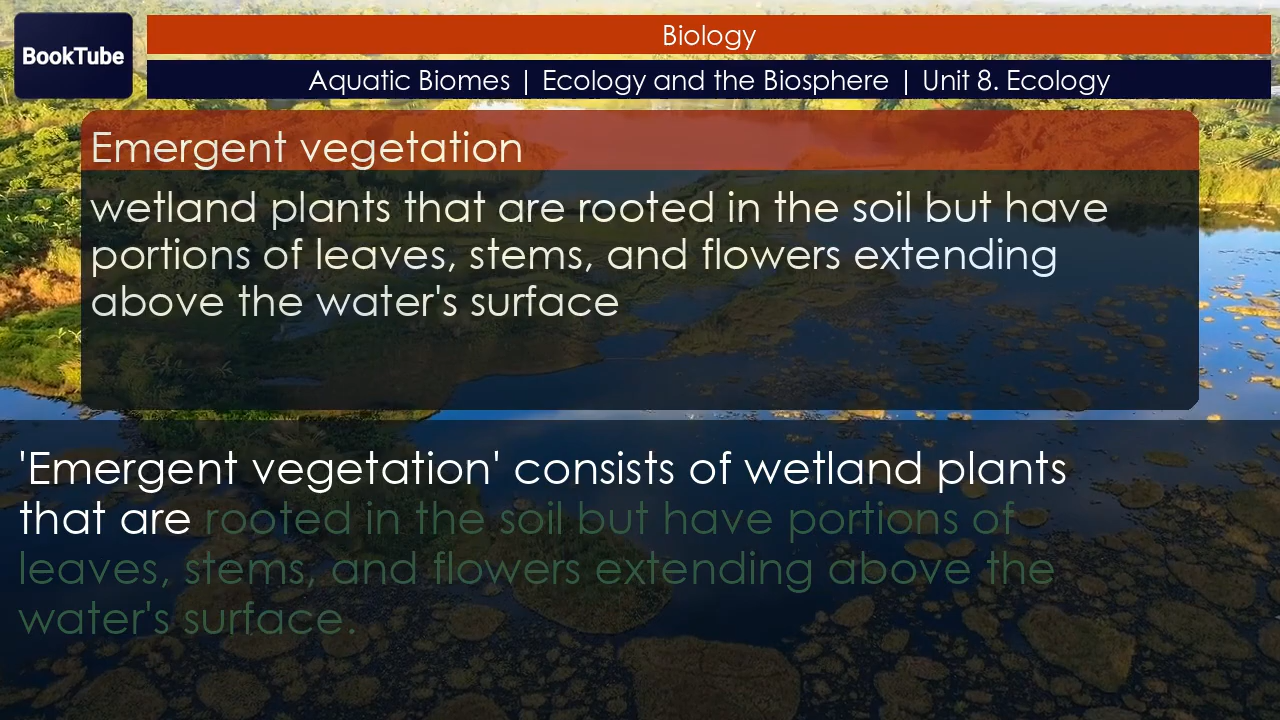 BookTube
Biology
Aquatic Biomes | Ecology and the Biosphere | Unit 8. Ecology
Emergent vegetation
wetland plants that are rooted in the soil but have
portions of leaves, stems, and flowers extending
above the water's surface
'Emergent vegetation' consists of wetland plants
that are rooted in the soil but have portions of
leaves, stems, and flowers extending above the
water's surface.